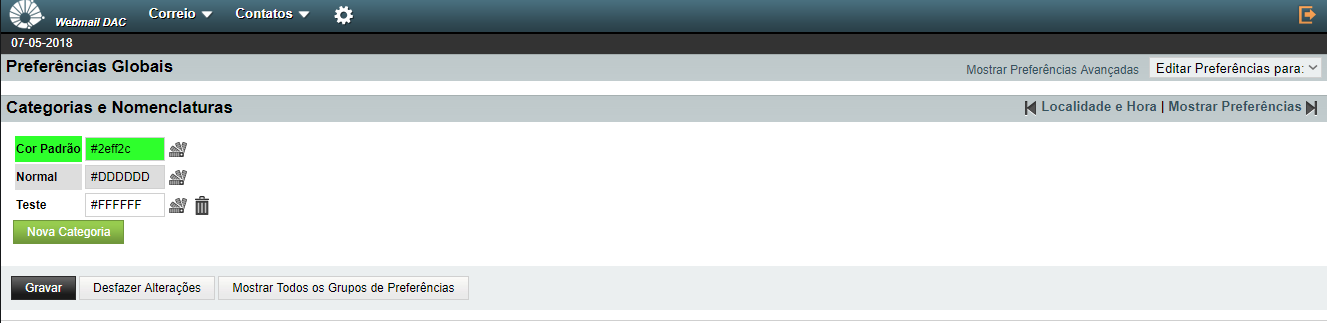 Webmail DAC Correio Contatos
07-05-2018
Preferências Globais Mostrar Preferências Avançadas Editar Preferências para:
Categorias e Nomenclaturas Localidade e Hora | Mostrar Preferências
Cor Padrão #2eff2c
Normal #DDDDDD
Teste #FFFFFF
Nova Categoria
Gravar Desfazer Alterações Mostrar Todos os Grupos de Preferências